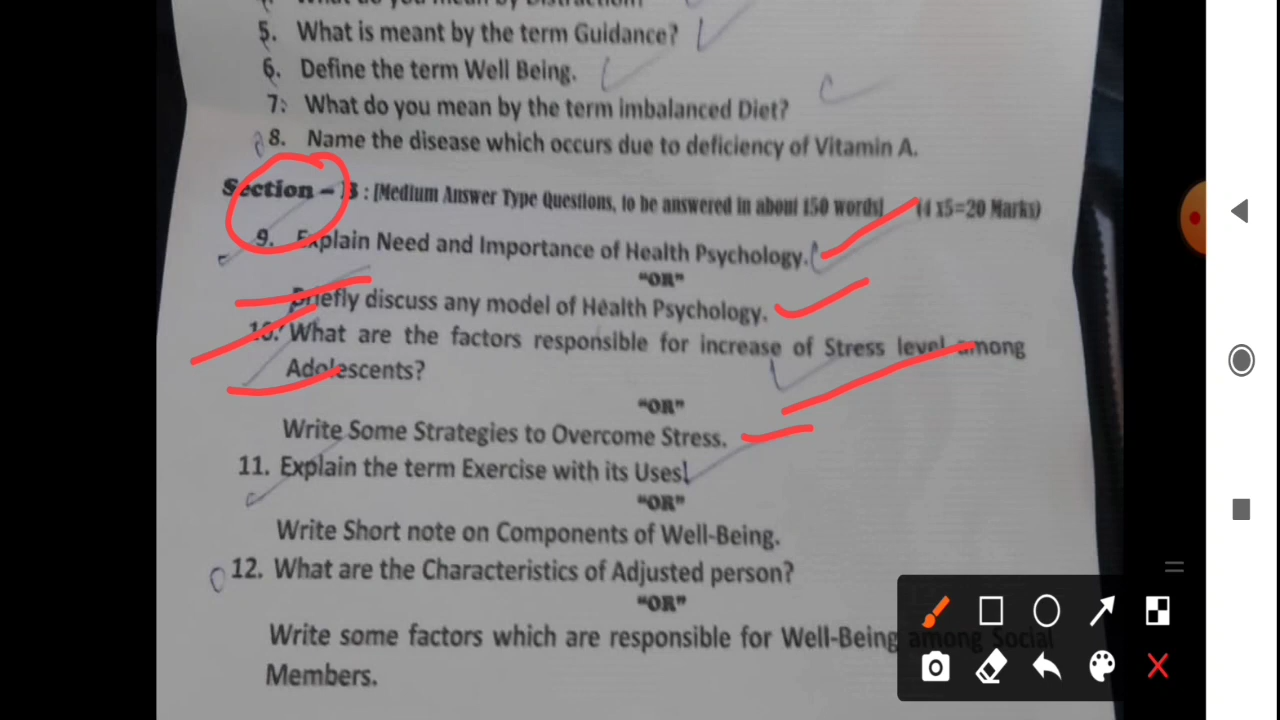 What do you mean by Distraction?
5. What is meant by the term Guidance?
6. Define the term Well Being.
7. What do you mean by the term imbalanced Diet?
8. Name the disease which occurs due to deficiency of Vitamin A.
Section – B : [Medium Answer Type Questions, to be answered in about 150 words] (4 x5=20 Marks)
9. Explain Need and Importance of Health Psychology.
"OR"
Briefly discuss any model of Health Psychology.
10. What are the factors responsible for increase of Stress level among
Adolescents?
"OR"
Write Some Strategies to Overcome Stress.
11. Explain the term Exercise with its Uses.
"OR"
Write Short note on Components of Well-Being.
12. What are the Characteristics of Adjusted person?
"OR"
Write some factors which are responsible for Well-Being among Social
Members.